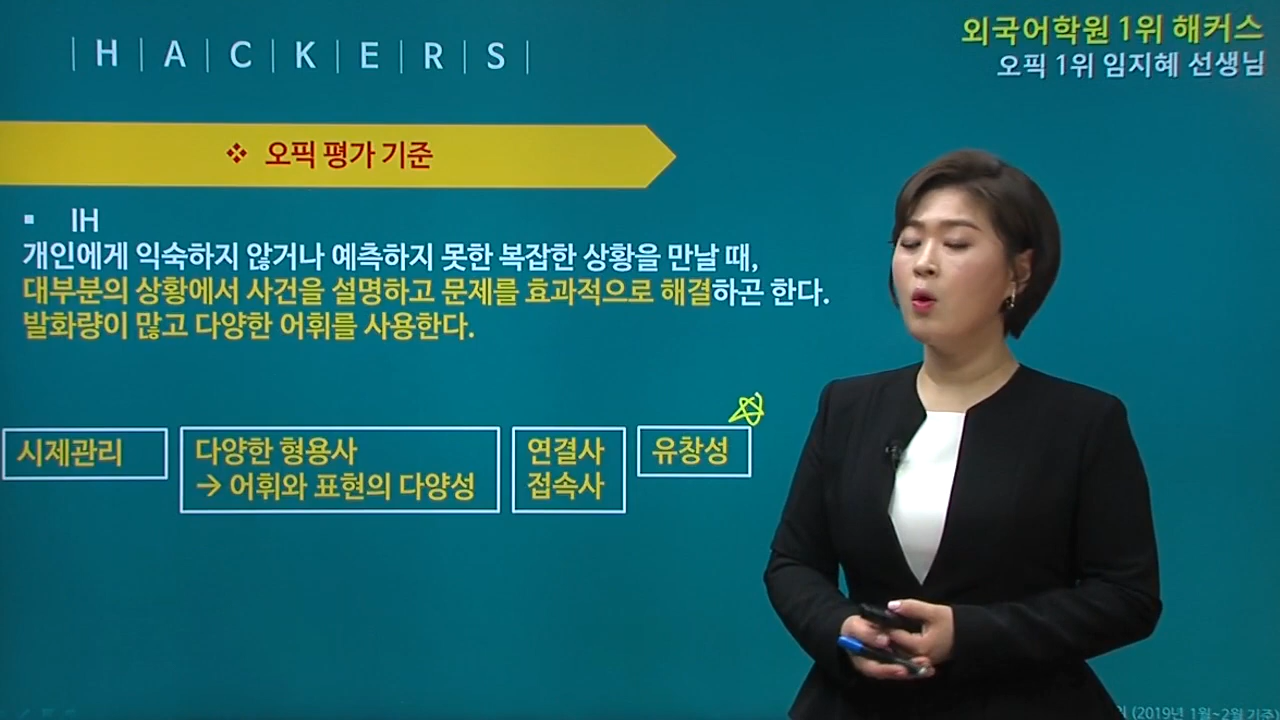 | H | A | C | K | E | R | S |
외국어학원 1위 해커스
오픽 1위 임지혜 선생님
❖ 오픽 평가 기준
▪ IH
개인에게 익숙하지 않거나 예측하지 못한 복잡한 상황을 만날 때,
대부분의 상황에서 사건을 설명하고 문제를 효과적으로 해결하곤 한다.
발화량이 많고 다양한 어휘를 사용한다.
시제관리
다양한 형용사
→ 어휘와 표현의 다양성
연결사
접속사
유창성
(2019년 1월~2월 기준)